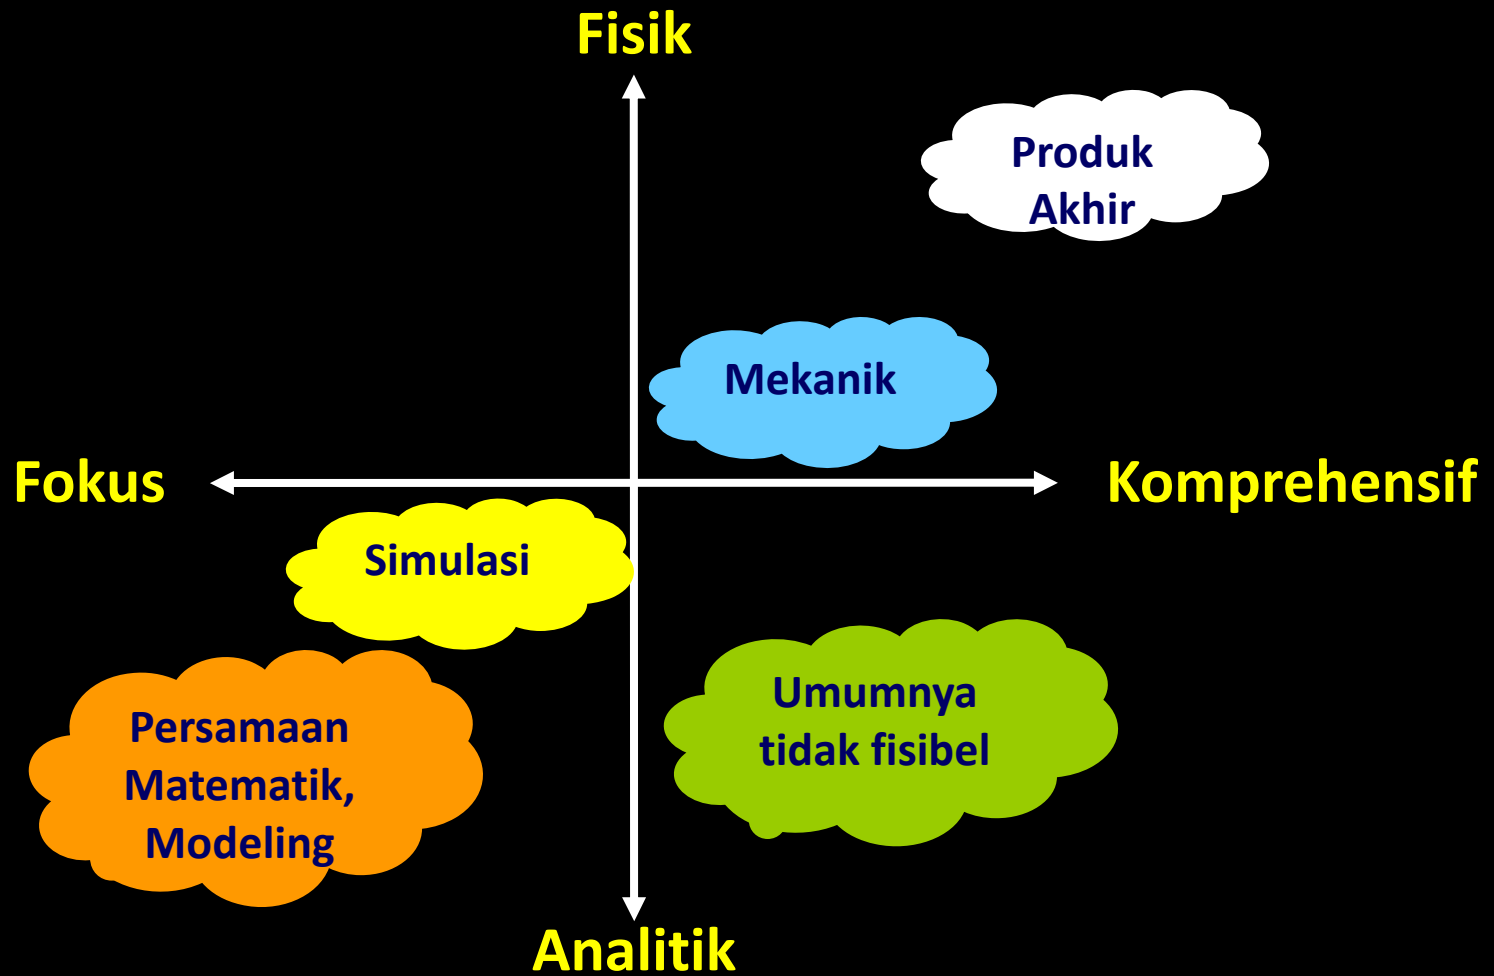 Fisik
Produk
Akhir
Mekanik
Fokus
Komprehensif
Simulasi
Umumnya
tidak fisibel
Persamaan
Matematik,
Modeling
Analitik